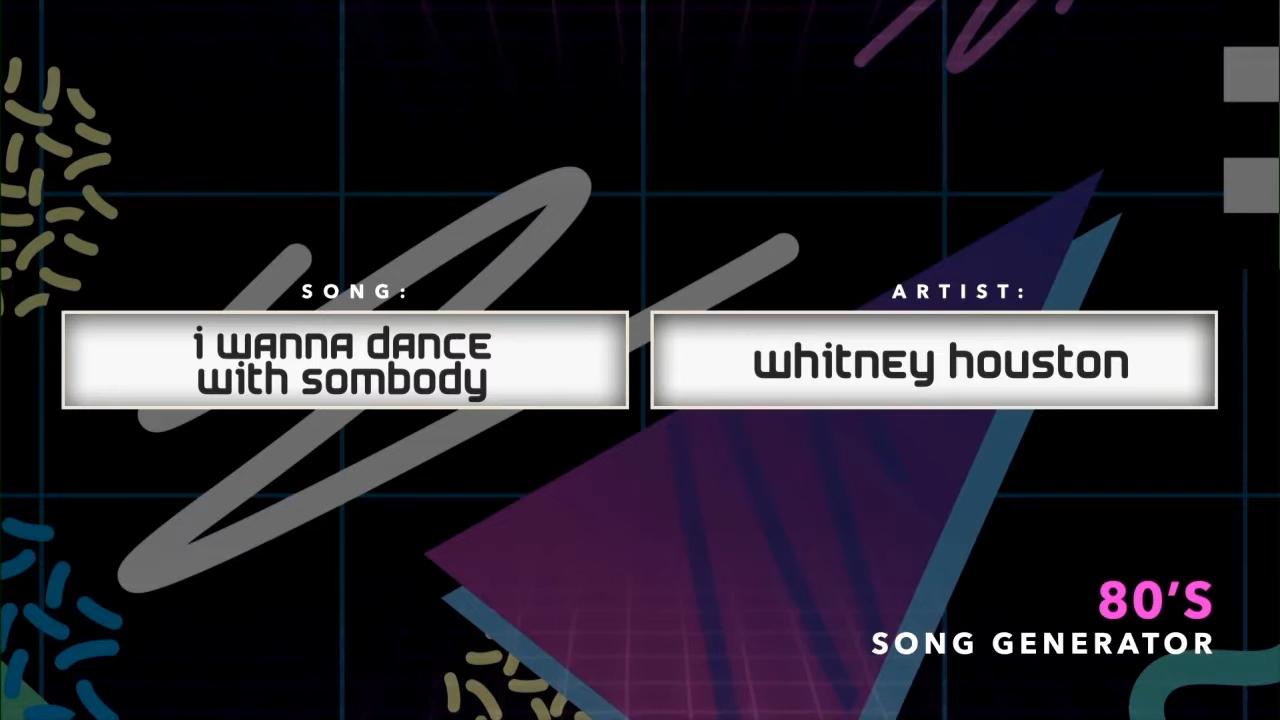 SONG:
i wanna dance
with sombody
ARTIST:
whitney houston
80'S
SONG GENERATOR